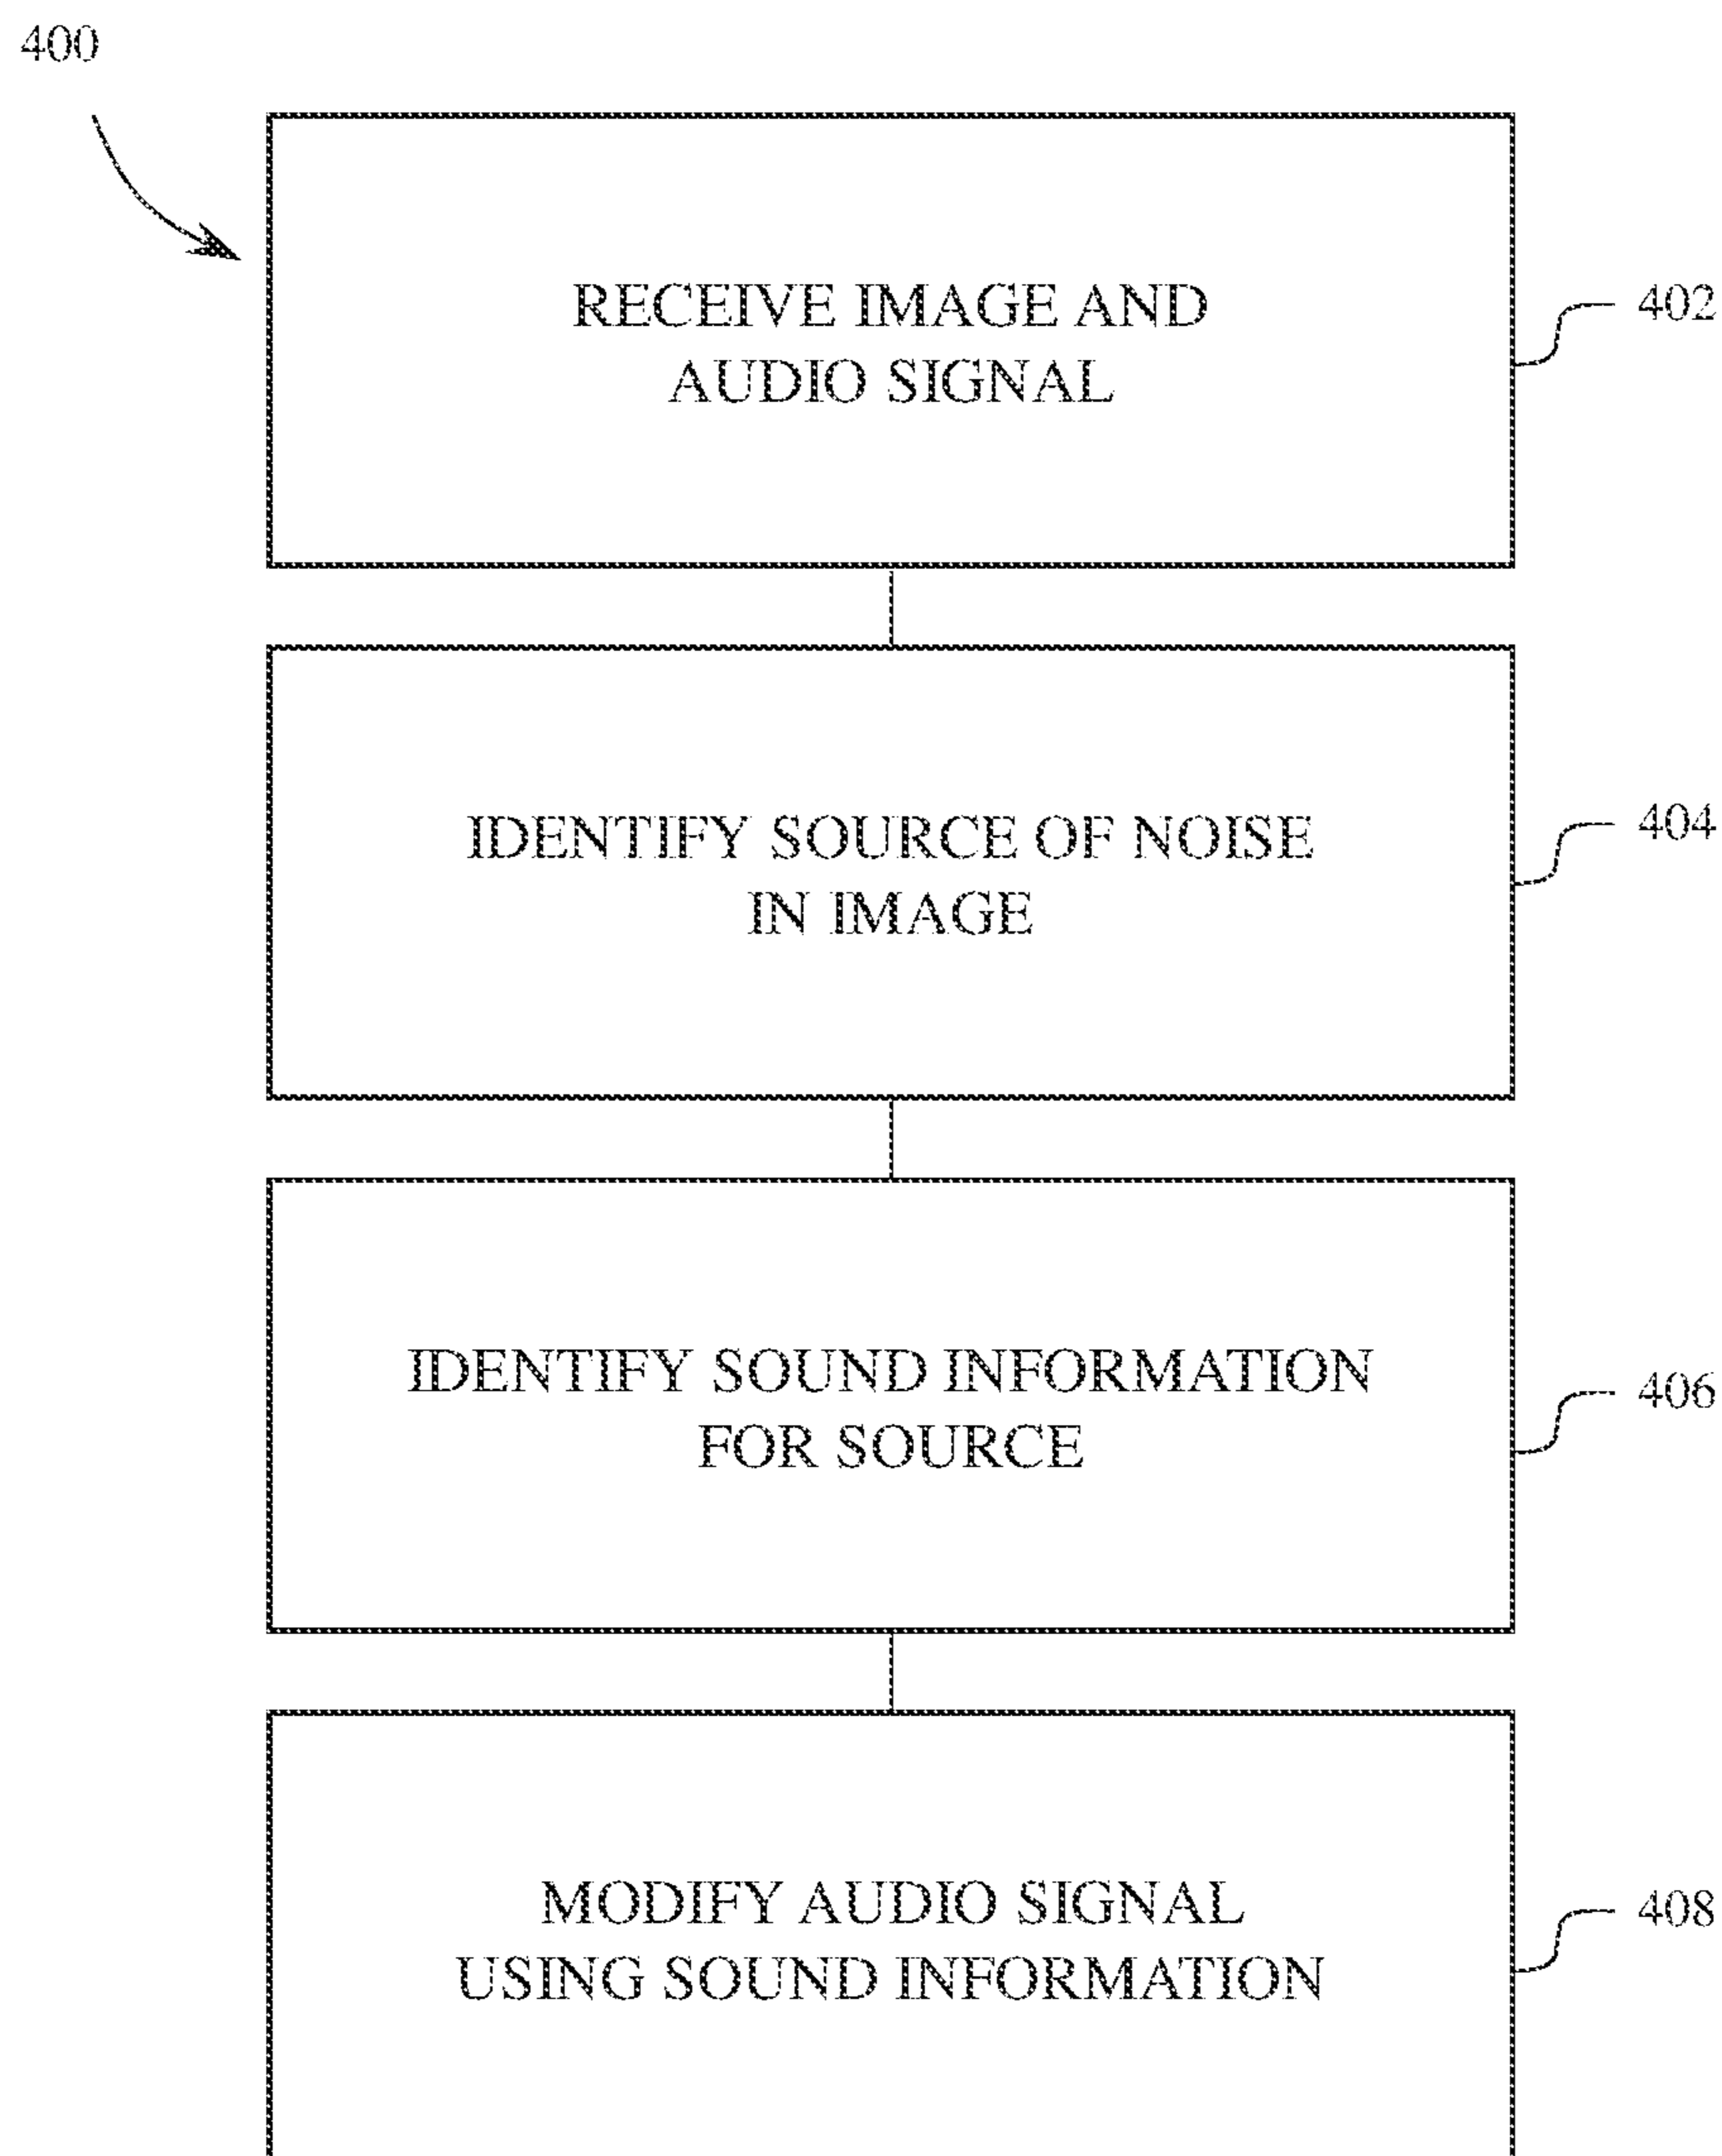 400
RECEIVE IMAGE AND
AUDIO SIGNAL
402
IDENTIFY SOURCE OF NOISE
IN IMAGE
404
IDENTIFY SOUND INFORMATION
FOR SOURCE
406
MODIFY AUDIO SIGNAL
USING SOUND INFORMATION
408